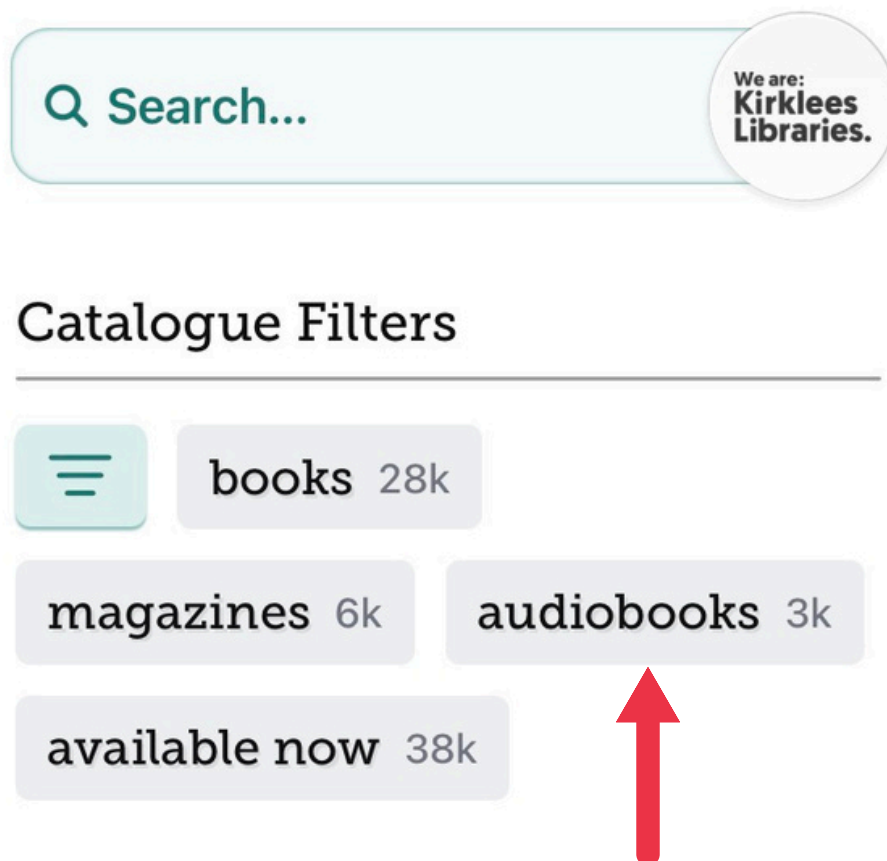 Search...
We are:
Kirklees
Libraries.
Catalogue Filters
books 28k
magazines 6k audiobooks 3k
available now 38k